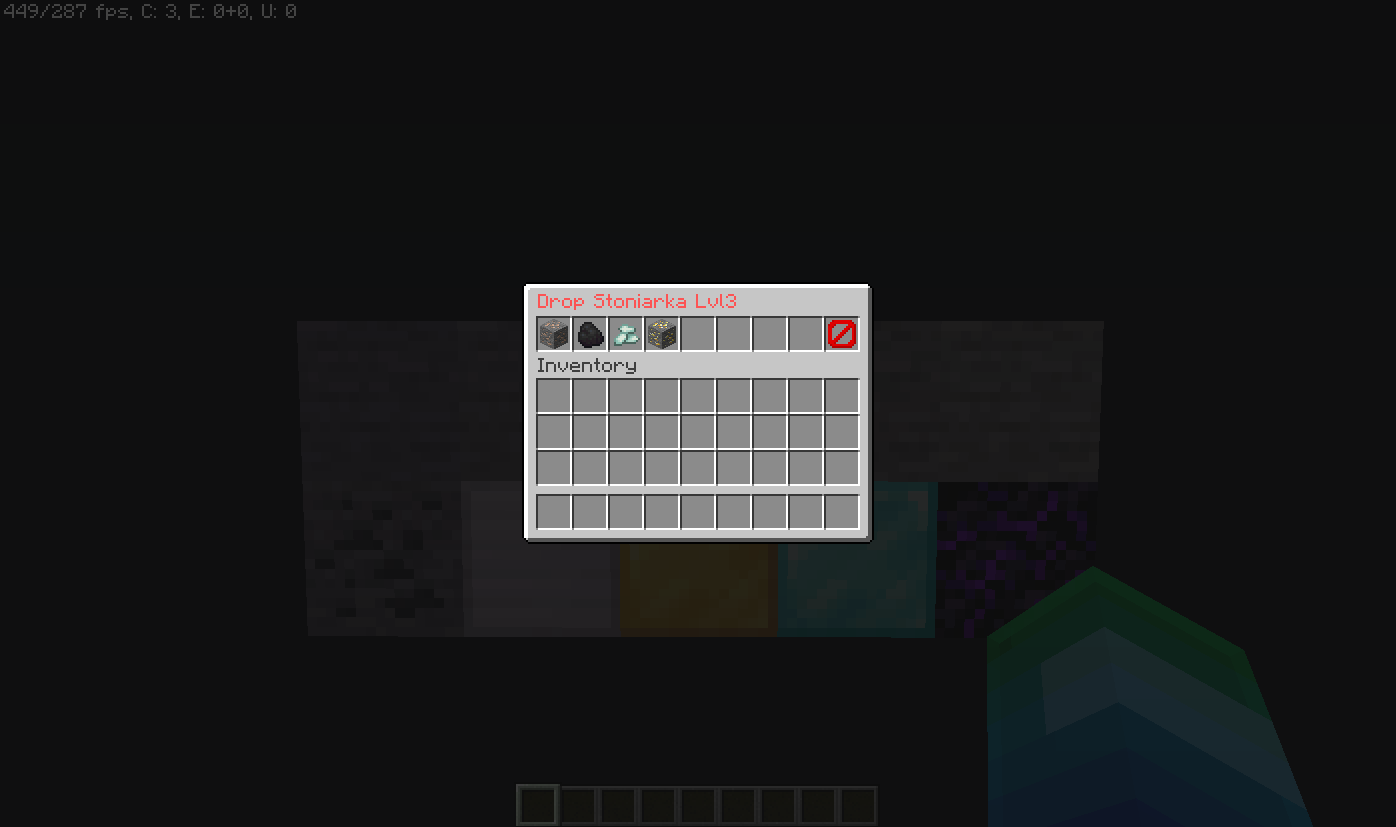 449/287 fps, C: 3, E: 0+0, U: 0
Drop Stoniarka Lvl3
Inventory